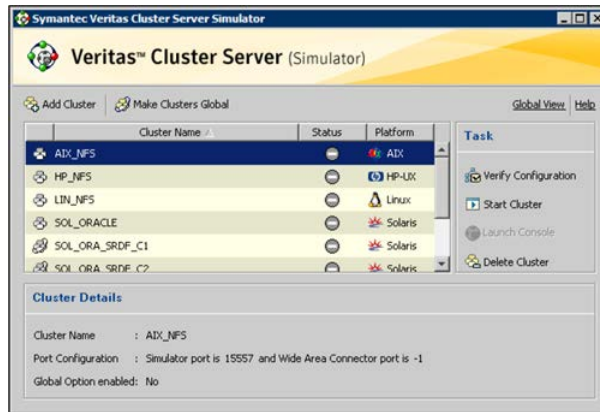 Symantec Veritas Cluster Server Simulator
Veritas™ Cluster Server (Simulator)
Add Cluster Make Clusters Global Global View Help
Cluster Name Status Platform
AIX_NFS AIX
HP_NFS HP-UX
LIN_NFS Linux
SOL_ORACLE Solaris
SOL_ORA_SRDF_C1 Solaris
SOL_ORA_SRDF_C2 Solaris
Task
Verify Configuration
Start Cluster
Launch Console
Delete Cluster
Cluster Details
Cluster Name : AIX_NFS
Port Configuration : Simulator port is 15557 and Wide Area Connector port is -1
Global Option enabled: No